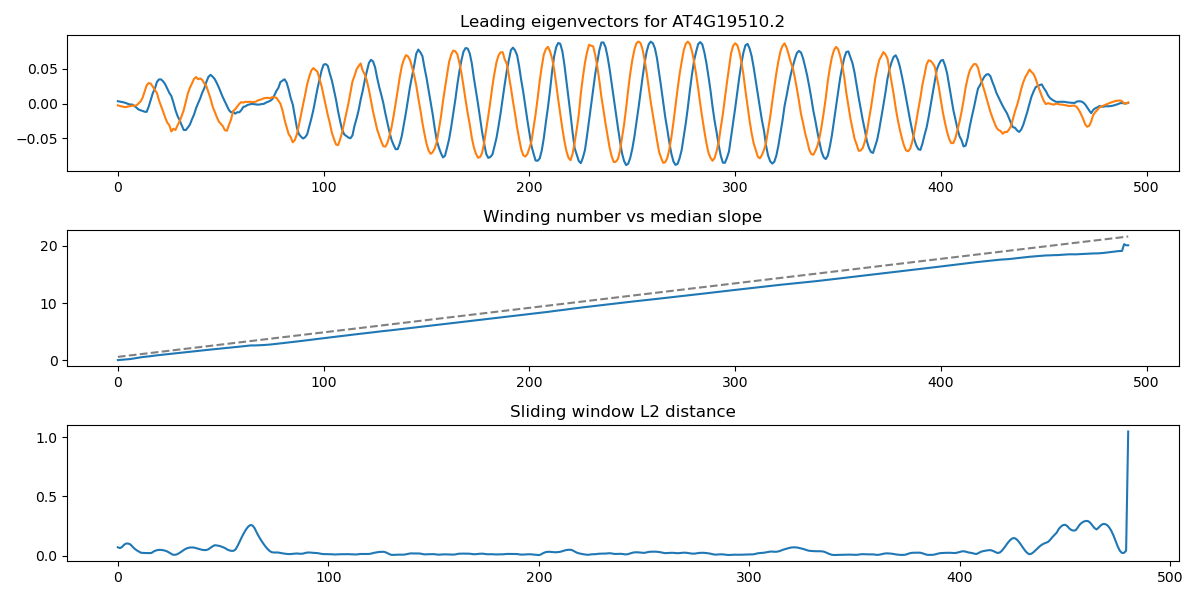 Leading eigenvectors for AT4G19510.2
0.05
0.00
−0.05
0 100 200 300 400 500
Winding number vs median slope
20
10
0
0 100 200 300 400 500
Sliding window L2 distance
1.0
0.5
0.0
0 100 200 300 400 500